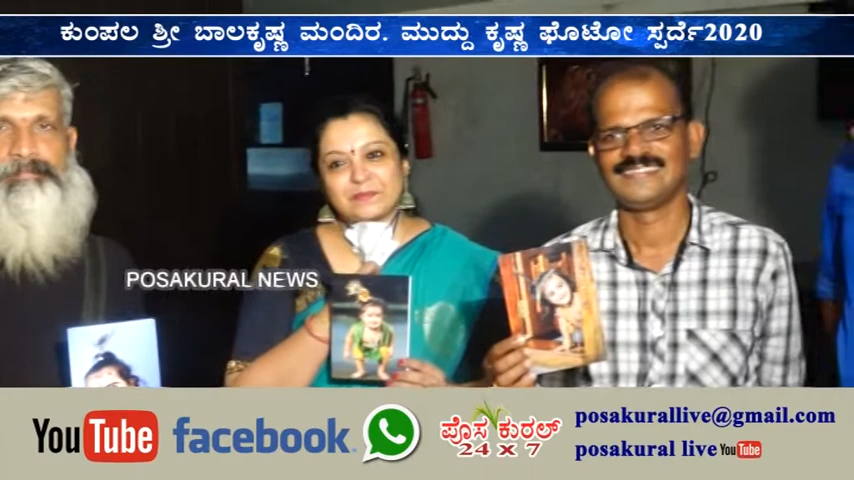 ಕುಂಪಲ ಶ್ರೀ ಬಾಲಕೃಷ್ಣ ಮಂದಿರ. ಮುದ್ದು ಕೃಷ್ಣ ಫೊಟೋ ಸ್ಪರ್ದೆ2020
POSAKURAL NEWS
YouTube facebook. ಪೊಸ ಕುರಲ್ 24 x 7
posakurallive@gmail.com
posakural live YouTube